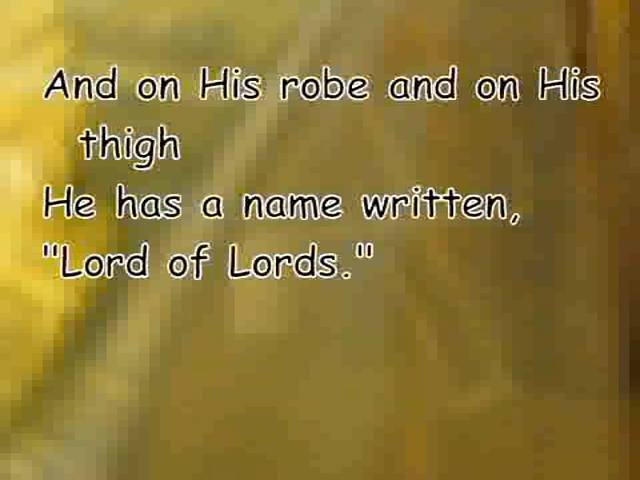 And on His robe and on His
thigh
He has a name written,
"Lord of Lords."